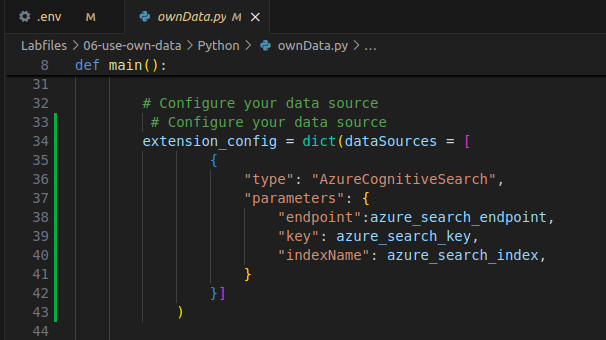 .env M ownData.py M
Labfiles > 06-use-own-data > Python > ownData.py > ...
8 def main():
31
32 # Configure your data source
33 # Configure your data source
34 extension_config = dict(dataSources = [
35 {
36 "type": "AzureCognitiveSearch",
37 "parameters": {
38 "endpoint":azure_search_endpoint,
39 "key": azure_search_key,
40 "indexName": azure_search_index,
41 }
42 }]
43 )
44